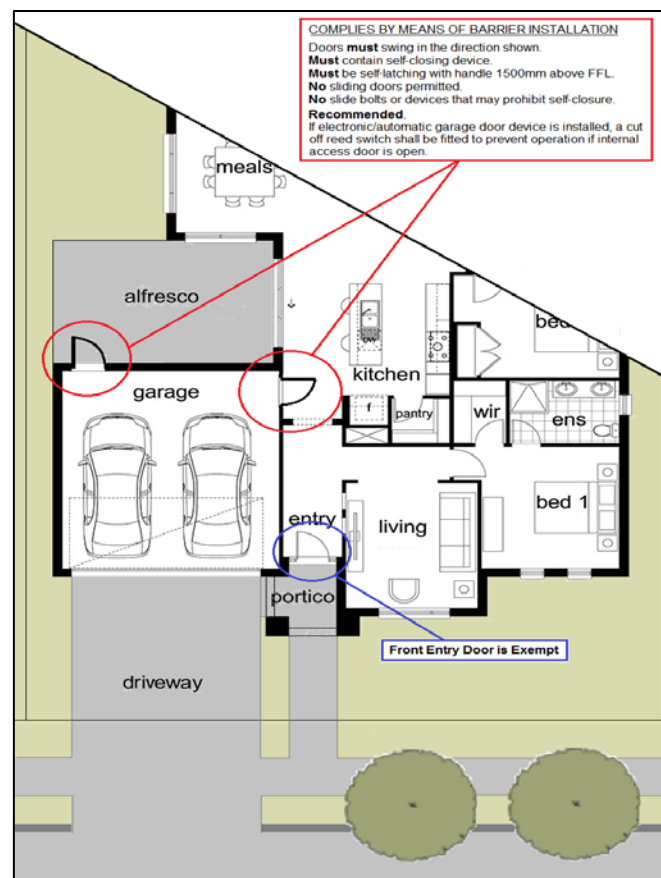 COMPLIES BY MEANS OF BARRIER INSTALLATION
Doors must swing in the direction shown.
Must contain self-closing device.
Must be self-latching with handle 1500mm above FFL.
No sliding doors permitted.
No slide bolts or devices that may prohibit self-closure.
Recommended.
If electronic/automatic garage door device is installed, a cut
off reed switch shall be fitted to prevent operation if internal
access door is open.
meals
alfresco
bed
kitchen
garage
f
pantry
wir
ens
entry
living
bed 1
portico
Front Entry Door is Exempt
driveway